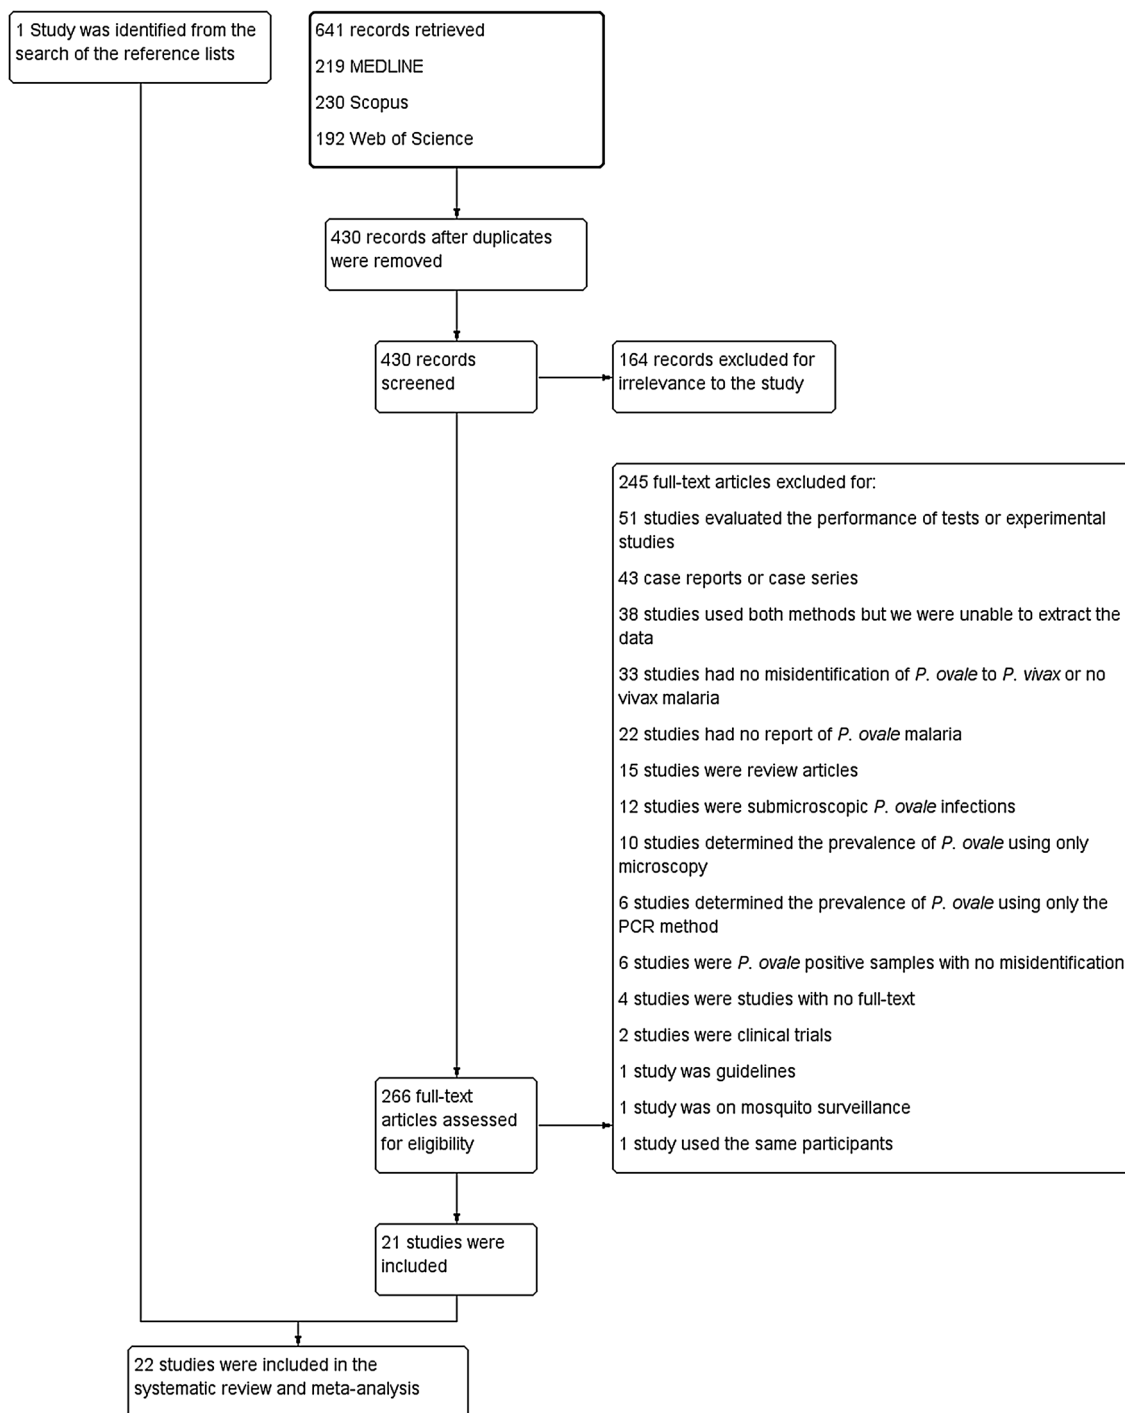 1 Study was identified from the
search of the reference lists
641 records retrieved
219 MEDLINE
230 Scopus
192 Web of Science
430 records after duplicates
were removed
430 records
screened
164 records excluded for
irrelevance to the study
245 full-text articles excluded for:
51 studies evaluated the performance of tests or experimental
studies
43 case reports or case series
38 studies used both methods but we were unable to extract the
data
33 studies had no misidentification of P. ovale to P. vivax or no
vivax malaria
22 studies had no report of P. ovale malaria
15 studies were review articles
12 studies were submicroscopic P. ovale infections
10 studies determined the prevalence of P. ovale using only
microscopy
6 studies determined the prevalence of P. ovale using only the
PCR method
6 studies were P. ovale positive samples with no misidentification
4 studies were studies with no full-text
2 studies were clinical trials
1 study was guidelines
1 study was on mosquito surveillance
1 study used the same participants
266 full-text
articles assessed
for eligibility
21 studies were
included
22 studies were included in the
systematic review and meta-analysis